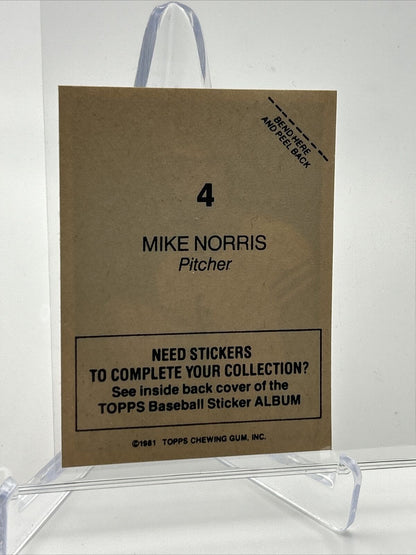 BEND HERE
AND PEEL BACK
4
MIKE NORRIS
Pitcher
NEED STICKERS
TO COMPLETE YOUR COLLECTION?
See inside back cover of the
TOPPS Baseball Sticker ALBUM
©1981 TOPPS CHEWING GUM, INC.